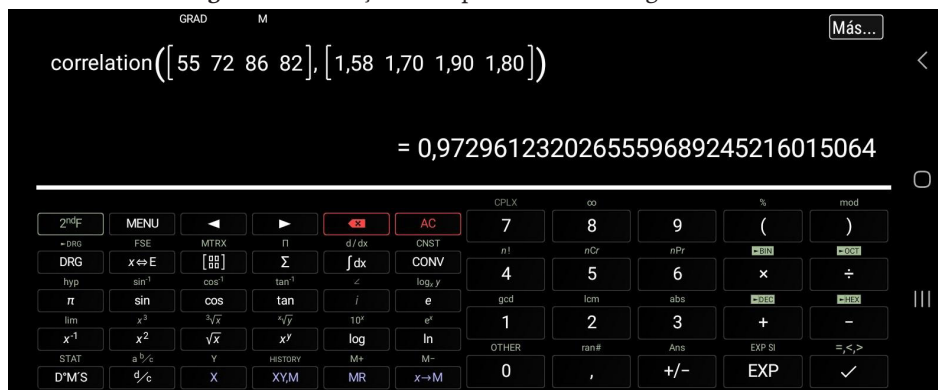 GRAD M
Más...
correlation([55 72 86 82], [1,58 1,70 1,90 1,80])
= 0,97296123202655596892452160 15064
CPLX ∞ % mod
2ndF MENU ◄ ► AC 7 8 9 ( )
►DRG FSE MTRX Π d/dx CNST n! nCr nPr ►BIN ►OCT
DRG x⇔E [88] Σ ∫dx CONV 4 5 6 × ÷
hyp sin-1 cos-1 tan-1 ∠ logx y gcd lcm abs ►DEC ►HEX
π sin cos tan i e 1 2 3 + −
lim x3 3√x x√y 10x ex OTHER ran# Ans EXP SI =,<,>
x-1 x2 √x xy log ln 0 , +/− EXP ✓
STAT a b/c Y HISTORY M+ M−
D°M'S d/c X XY,M MR x→M